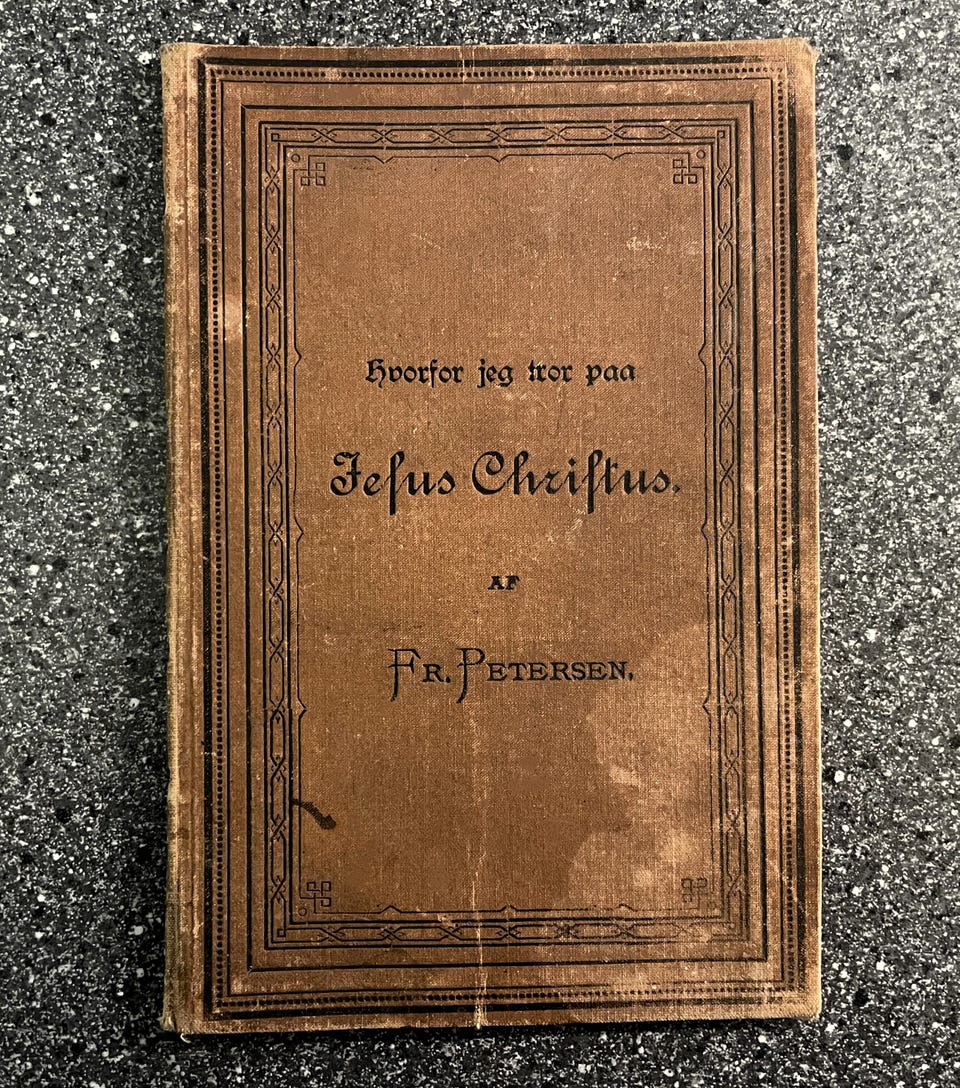 Hvorfor jeg tror paa
Jesus Christus.
AF
FR. PETERSEN.